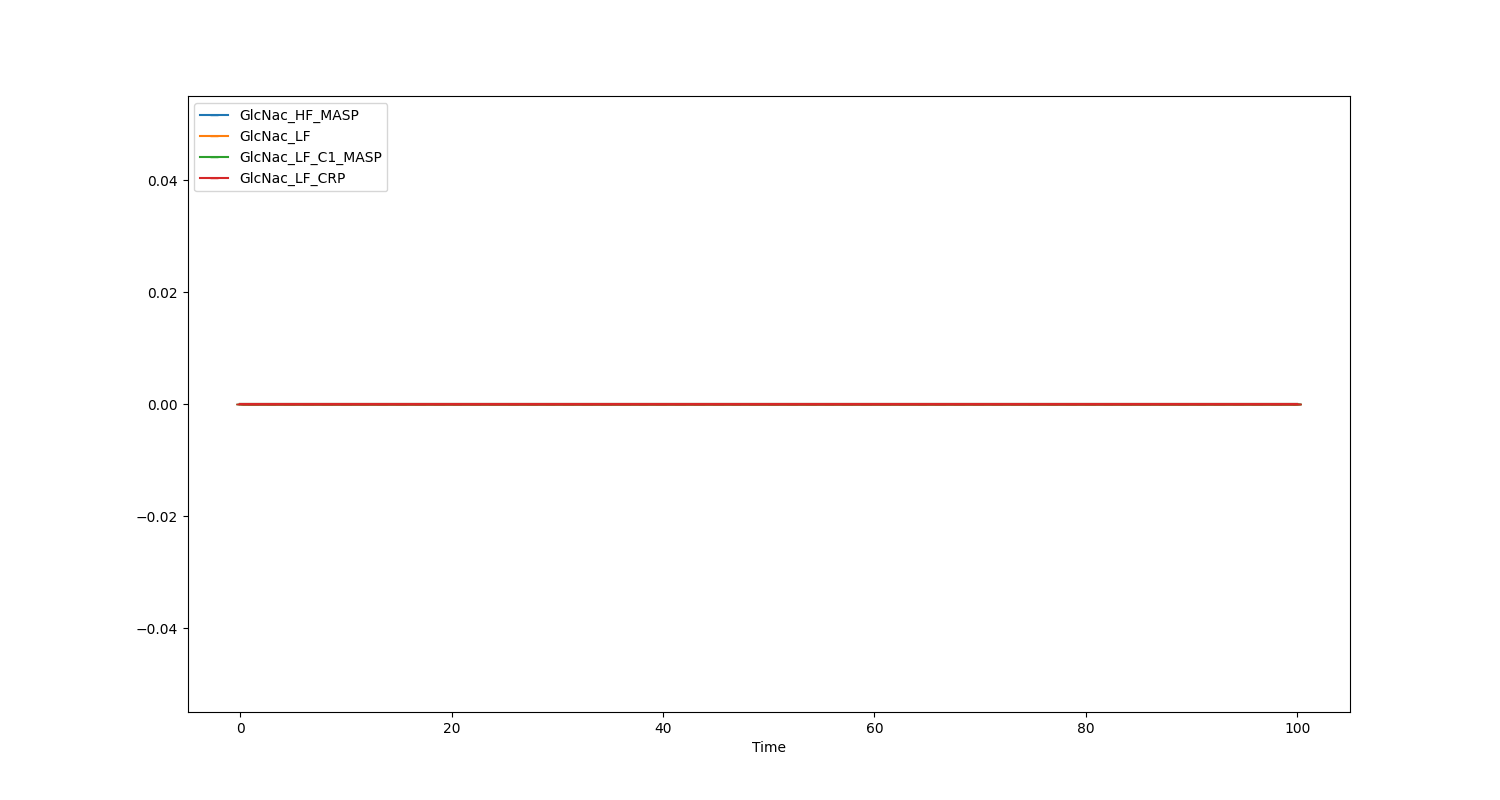 GlcNac_HF_MASP
GlcNac_LF
GlcNac_LF_C1_MASP
GlcNac_LF_CRP
0.04
0.02
0.00
−0.02
−0.04
0 20 40 60 80 100
Time